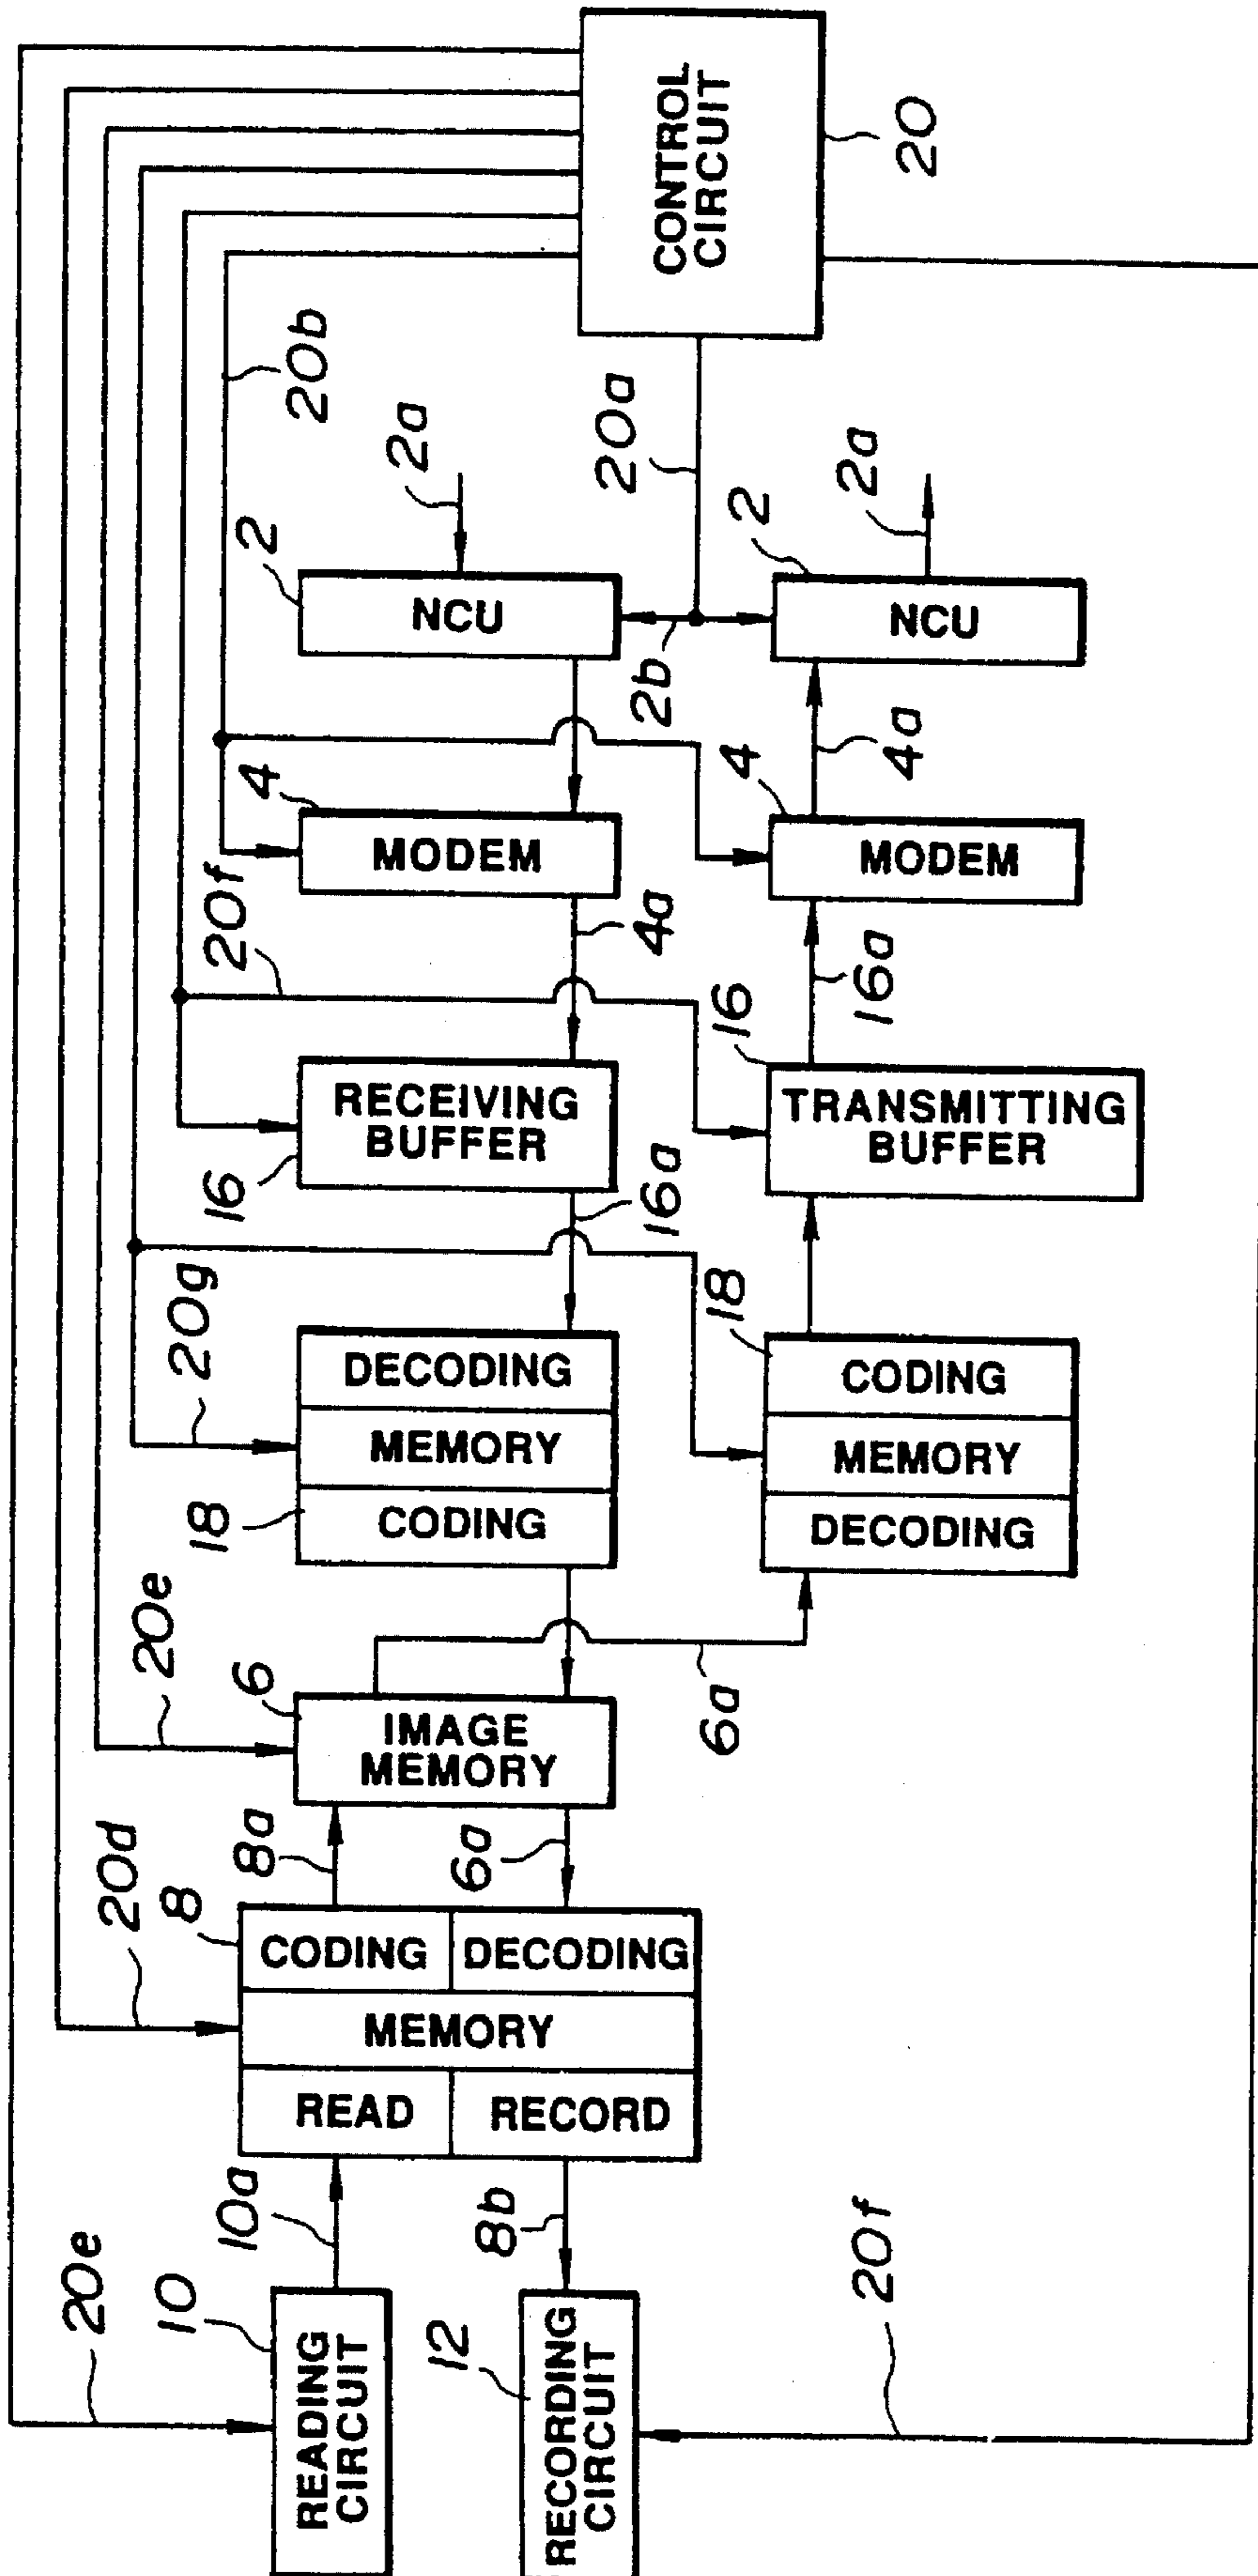 CONTROL
CIRCUIT
20
20b
2a
20a
2a
2
NCU
2b
2
NCU
4
MODEM
4a
4
MODEM
20f
4a
16a
16
RECEIVING
BUFFER
16
TRANSMITTING
BUFFER
16a
20g
DECODING
MEMORY
CODING
18
18
CODING
MEMORY
DECODING
20e
6
IMAGE
MEMORY
6a
8a
6a
20d
8
CODING
DECODING
MEMORY
READ
RECORD
10a
8b
20e
10
READING
CIRCUIT
12
RECORDING
CIRCUIT
20f